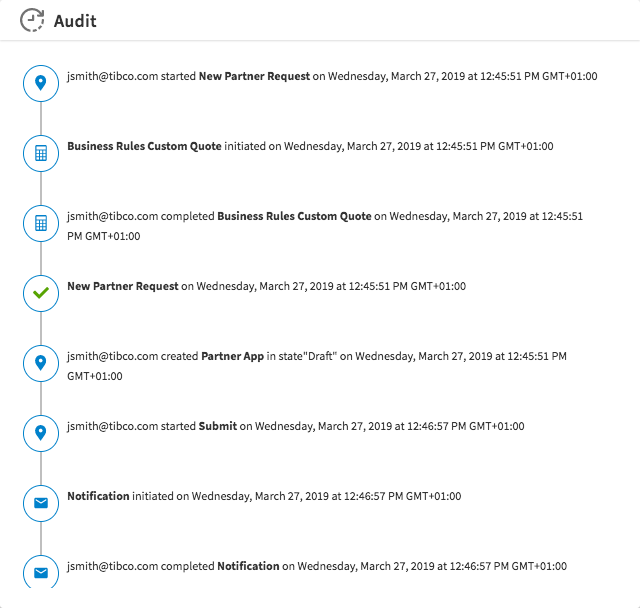 Audit
jsmith@tibco.com started New Partner Request on Wednesday, March 27, 2019 at 12:45:51 PM GMT+01:00
Business Rules Custom Quote initiated on Wednesday, March 27, 2019 at 12:45:51 PM GMT+01:00
jsmith@tibco.com completed Business Rules Custom Quote on Wednesday, March 27, 2019 at 12:45:51
PM GMT+01:00
New Partner Request on Wednesday, March 27, 2019 at 12:45:51 PM GMT+01:00
jsmith@tibco.com created Partner App in state"Draft" on Wednesday, March 27, 2019 at 12:45:51 PM
GMT+01:00
jsmith@tibco.com started Submit on Wednesday, March 27, 2019 at 12:46:57 PM GMT+01:00
Notification initiated on Wednesday, March 27, 2019 at 12:46:57 PM GMT+01:00
jsmith@tibco.com completed Notification on Wednesday, March 27, 2019 at 12:46:57 PM GMT+01:00